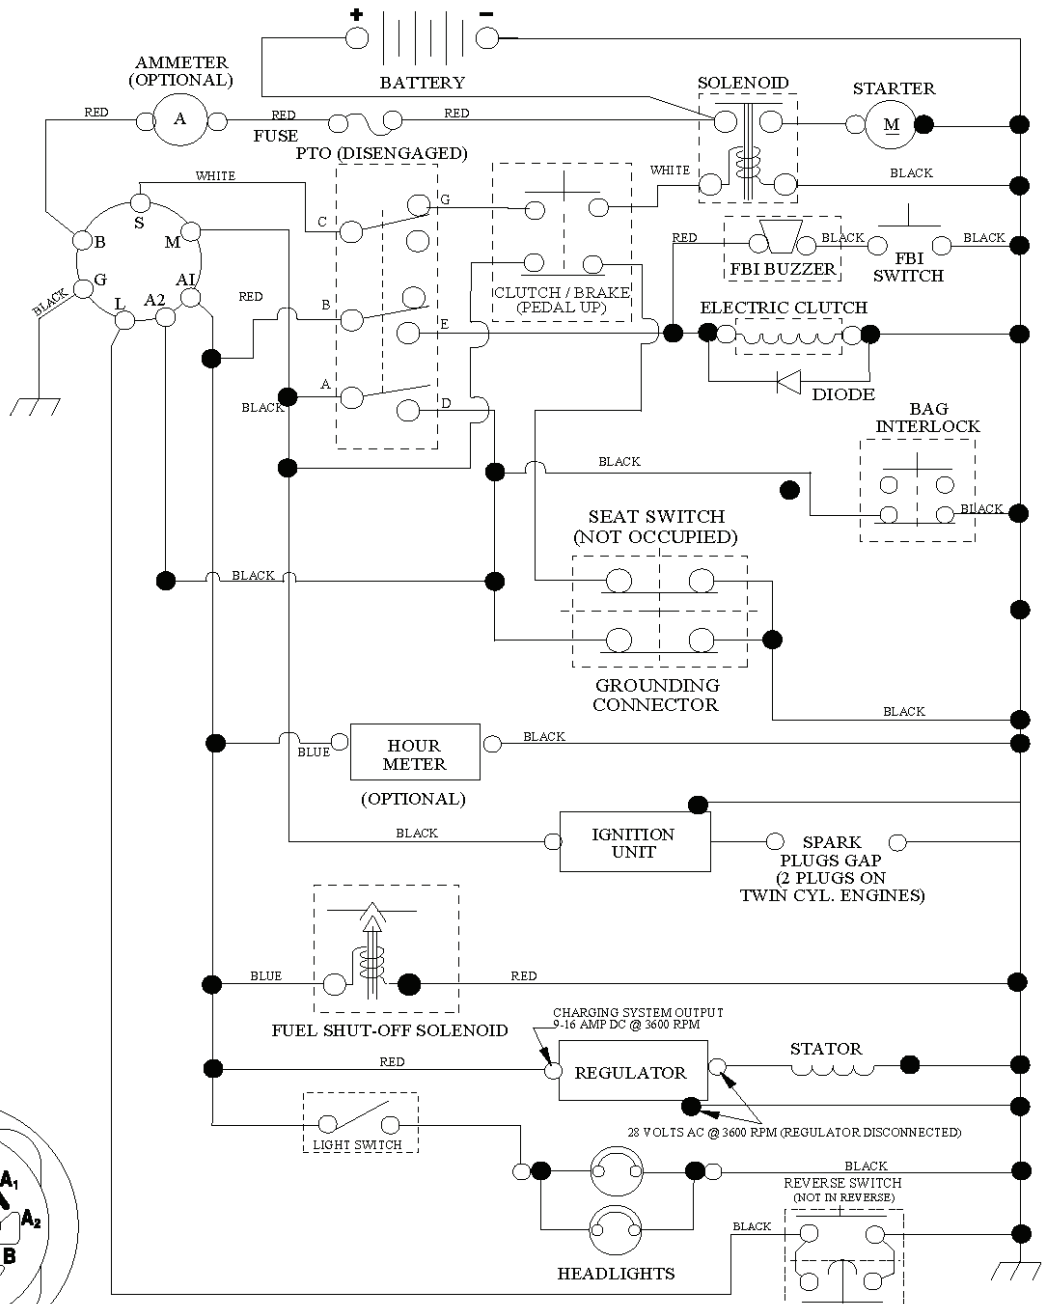 + -
BATTERY
AMMETER
(OPTIONAL)
SOLENOID
STARTER
RED
A
RED
FUSE
RED
M
PTO (DISENGAGED)
WHITE
WHITE
BLACK
S
C
G
B
M
RED
BLACK
BLACK
FBI BUZZER
FBI
SWITCH
G
A1
L
A2
BLACK
RED
B
E
CLUTCH / BRAKE
(PEDAL UP)
ELECTRIC CLUTCH
A
BLACK
D
DIODE
BAG
INTERLOCK
BLACK
BLACK
SEAT SWITCH
(NOT OCCUPIED)
BLACK
GROUNDING
CONNECTOR
BLACK
BLUE
HOUR
METER
BLACK
(OPTIONAL)
BLACK
IGNITION
UNIT
SPARK
PLUGS GAP
(2 PLUGS ON
TWIN CYL. ENGINES)
BLUE
RED
FUEL SHUT-OFF SOLENOID
CHARGING SYSTEM OUTPUT
9-16 AMP DC @ 3600 RPM
RED
REGULATOR
STATOR
LIGHT SWITCH
28 VOLTS AC @ 3600 RPM (REGULATOR DISCONNECTED)
BLACK
REVERSE SWITCH
(NOT IN REVERSE)
BLACK
HEADLIGHTS
A1
A2
B